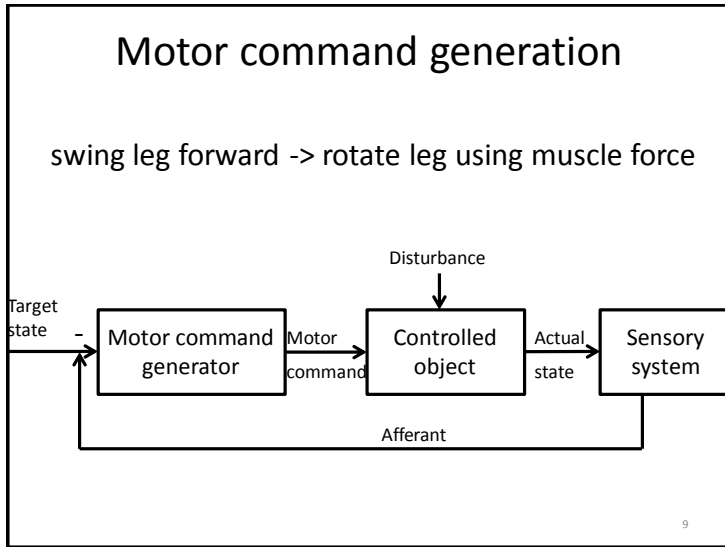 Motor command generation
swing leg forward -> rotate leg using muscle force
Disturbance
Target
state
-
Motor command
generator
Motor
command
Controlled
object
Actual
state
Sensory
system
Afferant
9